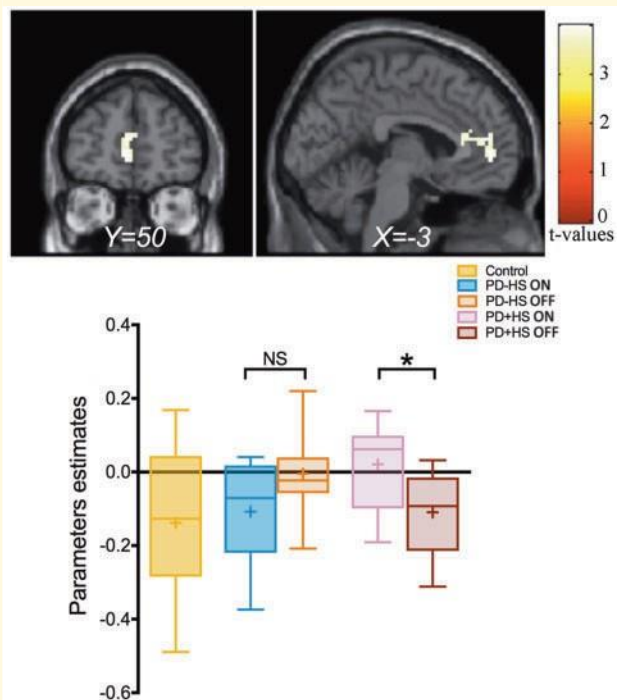 Y=50
X=-3
3
2
1
0
t-values
Control
PD-HS ON
PD-HS OFF
PD+HS ON
PD+HS OFF
0.4
0.2
0.0
-0.2
-0.4
-0.6
Parameters estimates
NS
*